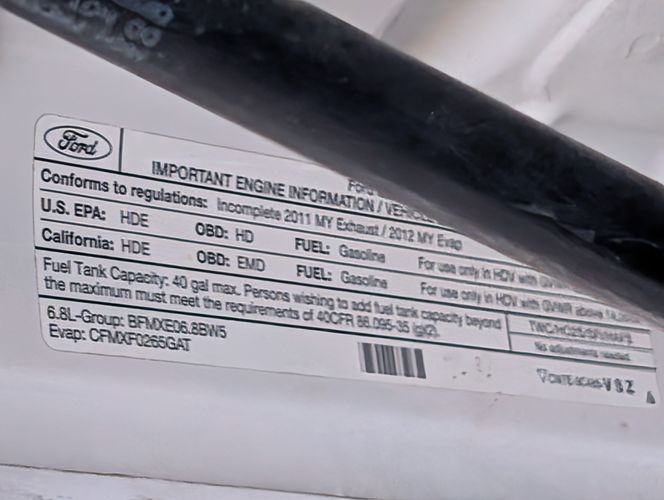 Ford
IMPORTANT ENGINE INFORMATION /
Conforms to regulations: Incomplete 2011 MY Exhaust / 2012 MY Evap
U.S. EPA: HDE OBD: HD FUEL: Gasoline For use only in HDV with
California: HDE OBD: EMD FUEL: Gasoline For use only in HDV with GVWR above
Fuel Tank Capacity: 40 gal max. Persons wishing to add fuel tank capacity beyond
the maximum must meet the requirements of 40CFR 86.095-35 (g)(2).
No adjustments needed.
6.8L-Group: BFMXE06.8BW5
Evap: CFMXF0265GAT